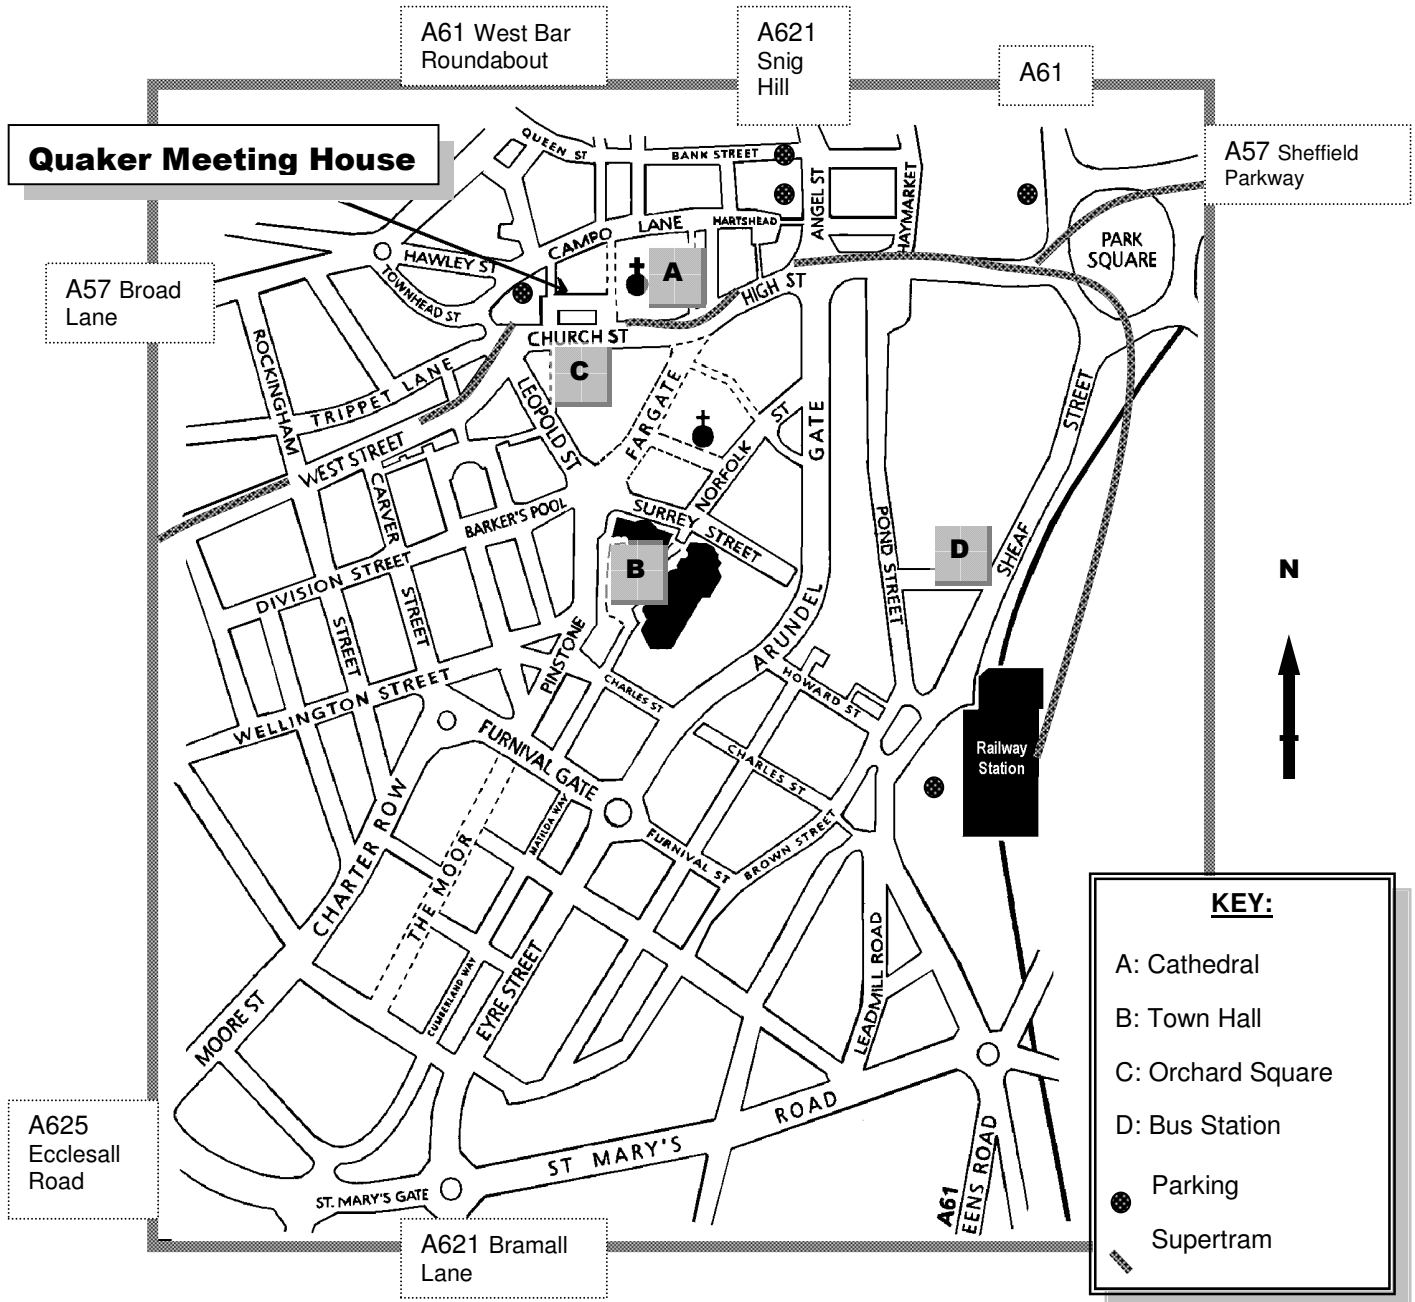 A61 West Bar
Roundabout
A621
Snig
Hill
A61
Quaker Meeting House
A57 Sheffield
Parkway
A57 Broad
Lane
QUEEN ST
BANK STREET
ANGEL ST
HAYMARKET
CAMPO LANE
HARTSHEAD
PARK
SQUARE
HAWLEY ST
TOWNHEAD ST
A
HIGH ST
CHURCH ST
C
ROCKINGHAM
STREET
TRIPPET LANE
LEOPOLD ST
FARGATE
WEST STREET
NORFOLK ST
GATE
STREET
CARVER
STREET
BARKER'S POOL
SURREY STREET
POND STREET
D
SHEAF
B
N
DIVISION STREET
ARUNDEL
PINSTONE
CHARLES ST
HOWARD ST
WELLINGTON STREET
FURNIVAL GATE
CHARLES ST
Railway
Station
MATILDA WAY
FURNIVAL ST
BROWN STREET
CHARTER ROW
THE MOOR
CUMBERLAND WAY
EYRE STREET
LEADMILL ROAD
MOORE ST
ST MARY'S ROAD
ST. MARY'S GATE
A61
EENS ROAD
A625
Ecclesall
Road
A621 Bramall
Lane
KEY:
A: Cathedral
B: Town Hall
C: Orchard Square
D: Bus Station
Parking
Supertram